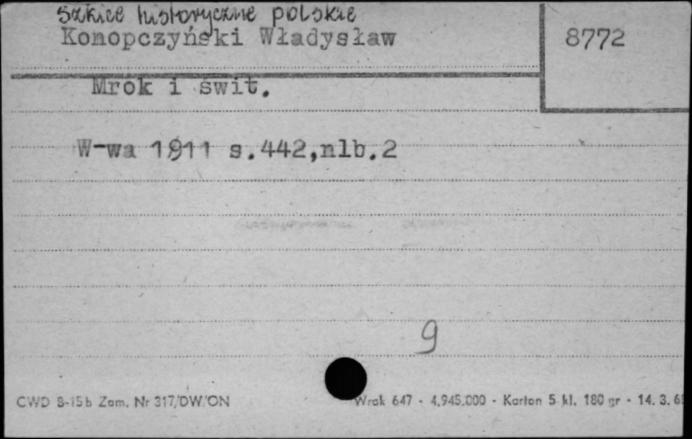 szkice historyczne polskie
Konopczyński Władysław
8772
Mrok i świt.
W-wa 1911 s.442,nlb.2
9
CWD B-15b Zam. Nr 317/DW/ON
Wrak 647 - 4.945.000 - Karton 5 kl. 180 gr - 14. 3. 6